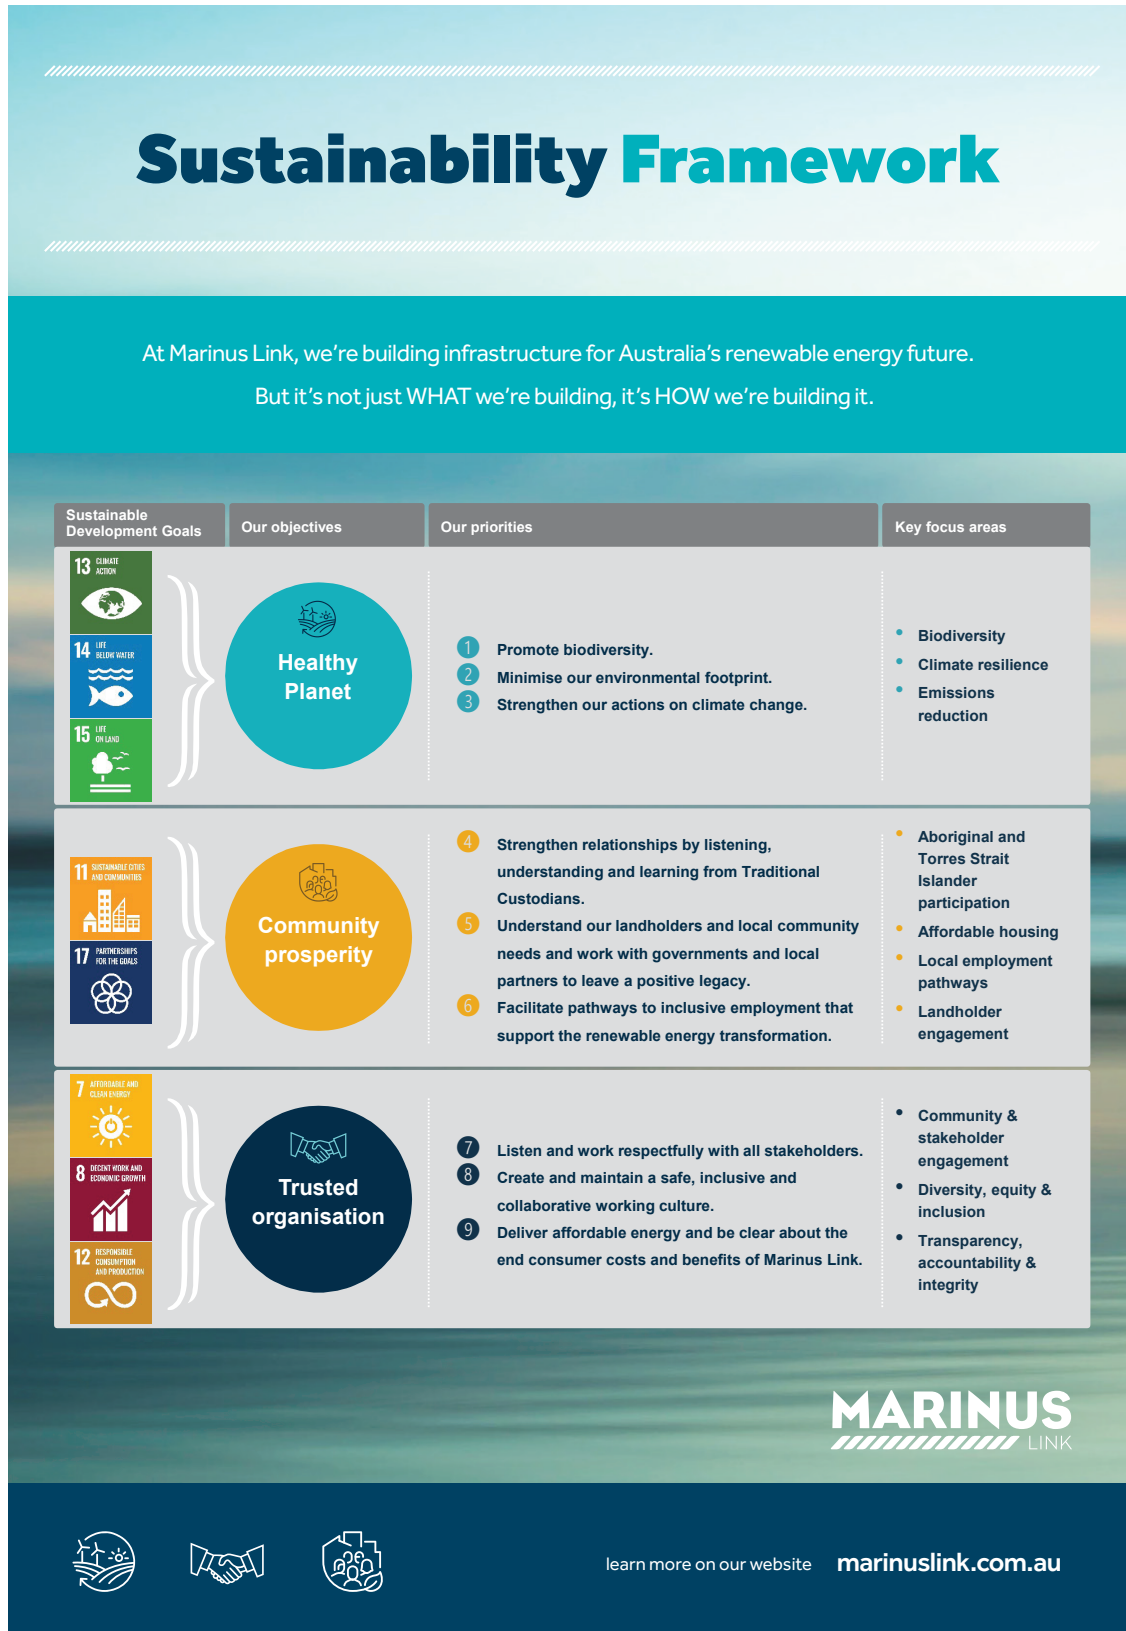 Sustainability Framework
At Marinus Link, we're building infrastructure for Australia's renewable energy future.
But it's not just WHAT we're building, it's HOW we're building it.
Sustainable
Development Goals
Our objectives
Our priorities
Key focus areas
13 CLIMATE
ACTION
14 LIFE
BELOW WATER
15 LIFE
ON LAND
Healthy
Planet
1 Promote biodiversity.
2 Minimise our environmental footprint.
3 Strengthen our actions on climate change.
• Biodiversity
• Climate resilience
• Emissions
reduction
11 SUSTAINABLE CITIES
AND COMMUNITIES
17 PARTNERSHIPS
FOR THE GOALS
Community
prosperity
4 Strengthen relationships by listening,
understanding and learning from Traditional
Custodians.
5 Understand our landholders and local community
needs and work with governments and local
partners to leave a positive legacy.
6 Facilitate pathways to inclusive employment that
support the renewable energy transformation.
• Aboriginal and
Torres Strait
Islander
participation
• Affordable housing
• Local employment
pathways
• Landholder
engagement
7 AFFORDABLE AND
CLEAN ENERGY
8 DECENT WORK AND
ECONOMIC GROWTH
12 RESPONSIBLE
CONSUMPTION
AND PRODUCTION
Trusted
organisation
7 Listen and work respectfully with all stakeholders.
8 Create and maintain a safe, inclusive and
collaborative working culture.
9 Deliver affordable energy and be clear about the
end consumer costs and benefits of Marinus Link.
• Community &
stakeholder
engagement
• Diversity, equity &
inclusion
• Transparency,
accountability &
integrity
MARINUS
LINK
learn more on our website marinuslink.com.au